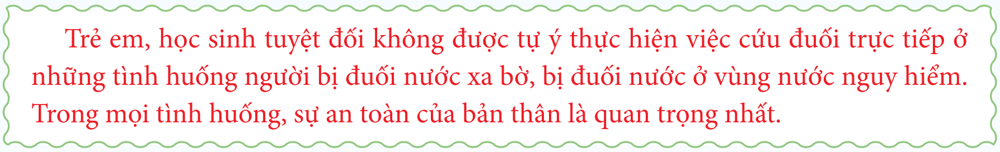 Trẻ em, học sinh tuyệt đối không được tự ý thực hiện việc cứu đuối trực tiếp ở
những tình huống người bị đuối nước xa bờ, bị đuối nước ở vùng nước nguy hiểm.
Trong mọi tình huống, sự an toàn của bản thân là quan trọng nhất.